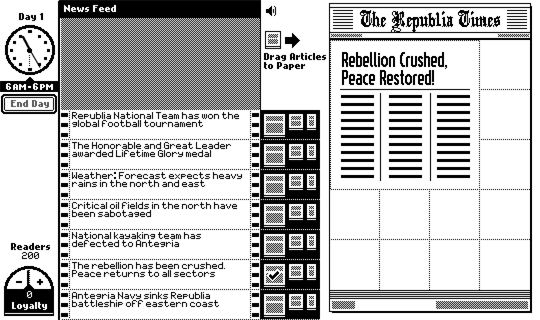 Day 1
6AM-6PM
End Day
Readers
200
- +
0
Loyalty
News Feed
Republia National Team has won the
global football tournament
The Honorable and Great Leader
awarded Lifetime Glory medal
Weather: Forecast expects heavy
rains in the north and east
Critical oil fields in the north have
been sabotaged
National kayaking team has
defected to Antegria
The rebellion has been crushed.
Peace returns to all sectors
Antegria Navy sinks Republia
battleship off eastern coast
Drag Articles
to Paper
The Republia Times
Rebellion Crushed,
Peace Restored!